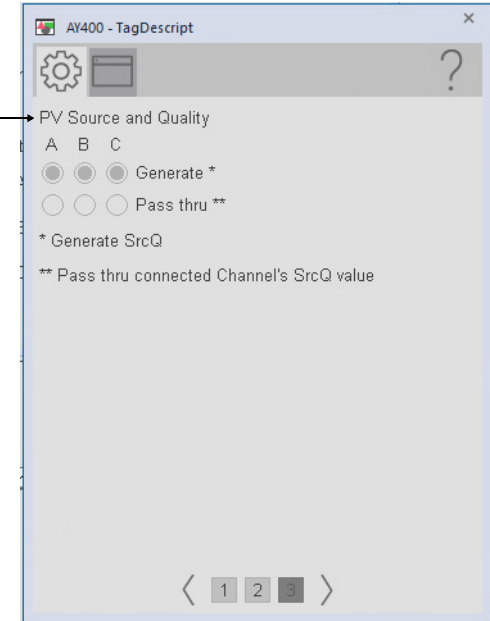 AY400 - TagDescript
PV Source and Quality
A B C
Generate *
Pass thru **
* Generate SrcQ
** Pass thru connected Channel's SrcQ value
1 2 3